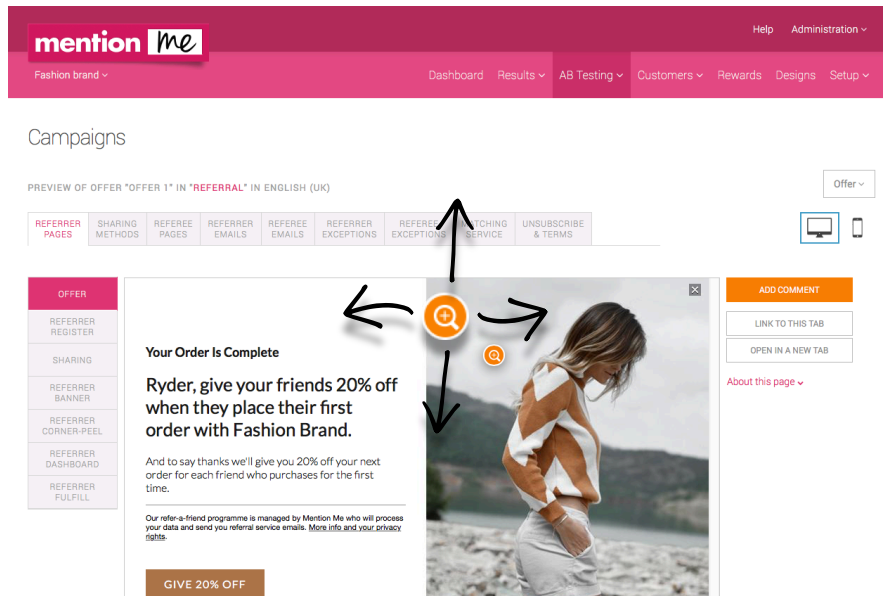 mention me
Help Administration
Fashion brand
Dashboard Results AB Testing Customers Rewards Designs Setup
Campaigns
PREVIEW OF OFFER "OFFER 1" IN "REFERRAL" IN ENGLISH (UK)
Offer
REFERRER PAGES
SHARING METHODS
REFEREE PAGES
REFERRER EMAILS
REFEREE EMAILS
REFERRER EXCEPTIONS
REFEREE EXCEPTIONS
MATCHING SERVICE
UNSUBSCRIBE & TERMS
OFFER
REFERRER
REGISTER
SHARING
REFERRER
BANNER
REFERRER
CORNER-PEEL
REFERRER
DASHBOARD
REFERRER
FULFILL
Your Order Is Complete
Ryder, give your friends 20% off
when they place their first
order with Fashion Brand.
And to say thanks we'll give you 20% off your next
order for each friend who purchases for the first
time.
Our refer-a-friend programme is managed by Mention Me who will process
your data and send you referral service emails. More info and your privacy
rights.
GIVE 20% OFF
ADD COMMENT
LINK TO THIS TAB
OPEN IN A NEW TAB
About this page